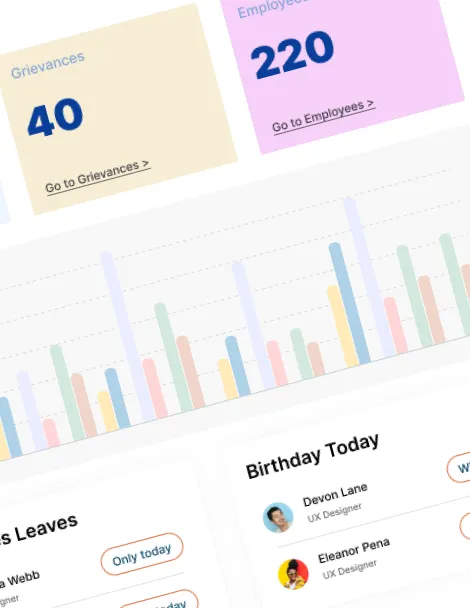 Grievances
40
Go to Grievances >
Employees
220
Go to Employees >
Birthday Today
Devon Lane
UX Designer
Eleanor Pena
UX Designer
Leaves
Webb
Only today